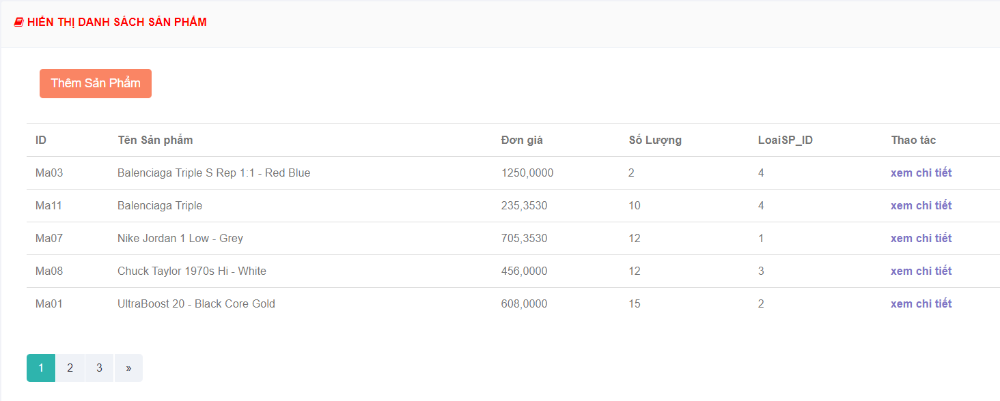 HIỂN THỊ DANH SÁCH SẢN PHẨM
Thêm Sản Phẩm
ID Tên Sản phẩm Đơn giá Số Lượng LoaiSP_ID Thao tác
Ma03 Balenciaga Triple S Rep 1:1 - Red Blue 1250,0000 2 4 xem chi tiết
Ma11 Balenciaga Triple 235,3530 10 4 xem chi tiết
Ma07 Nike Jordan 1 Low - Grey 705,3530 12 1 xem chi tiết
Ma08 Chuck Taylor 1970s Hi - White 456,0000 12 3 xem chi tiết
Ma01 UltraBoost 20 - Black Core Gold 608,0000 15 2 xem chi tiết
1 2 3 »